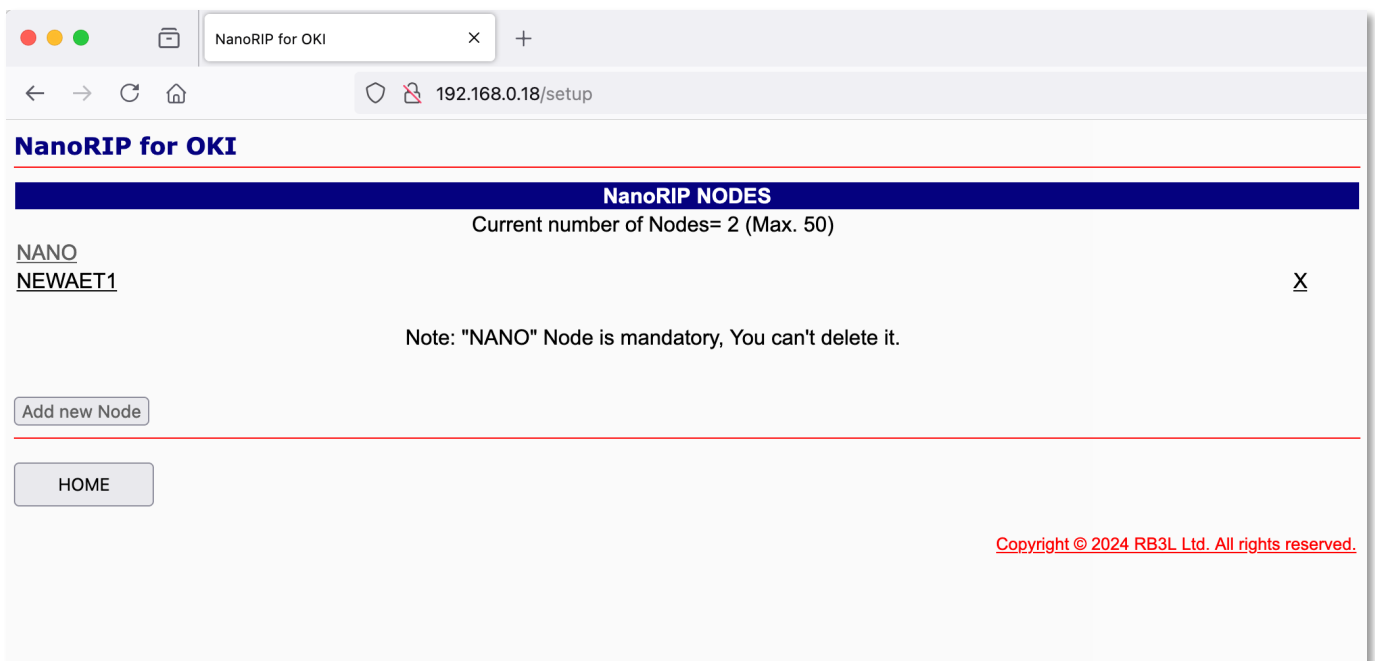 NanoRIP for OKI
192.168.0.18/setup
NanoRIP for OKI
NanoRIP NODES
Current number of Nodes= 2 (Max. 50)
NANO
NEWAET1 X
Note: "NANO" Node is mandatory, You can't delete it.
Add new Node
HOME
Copyright © 2024 RB3L Ltd. All rights reserved.